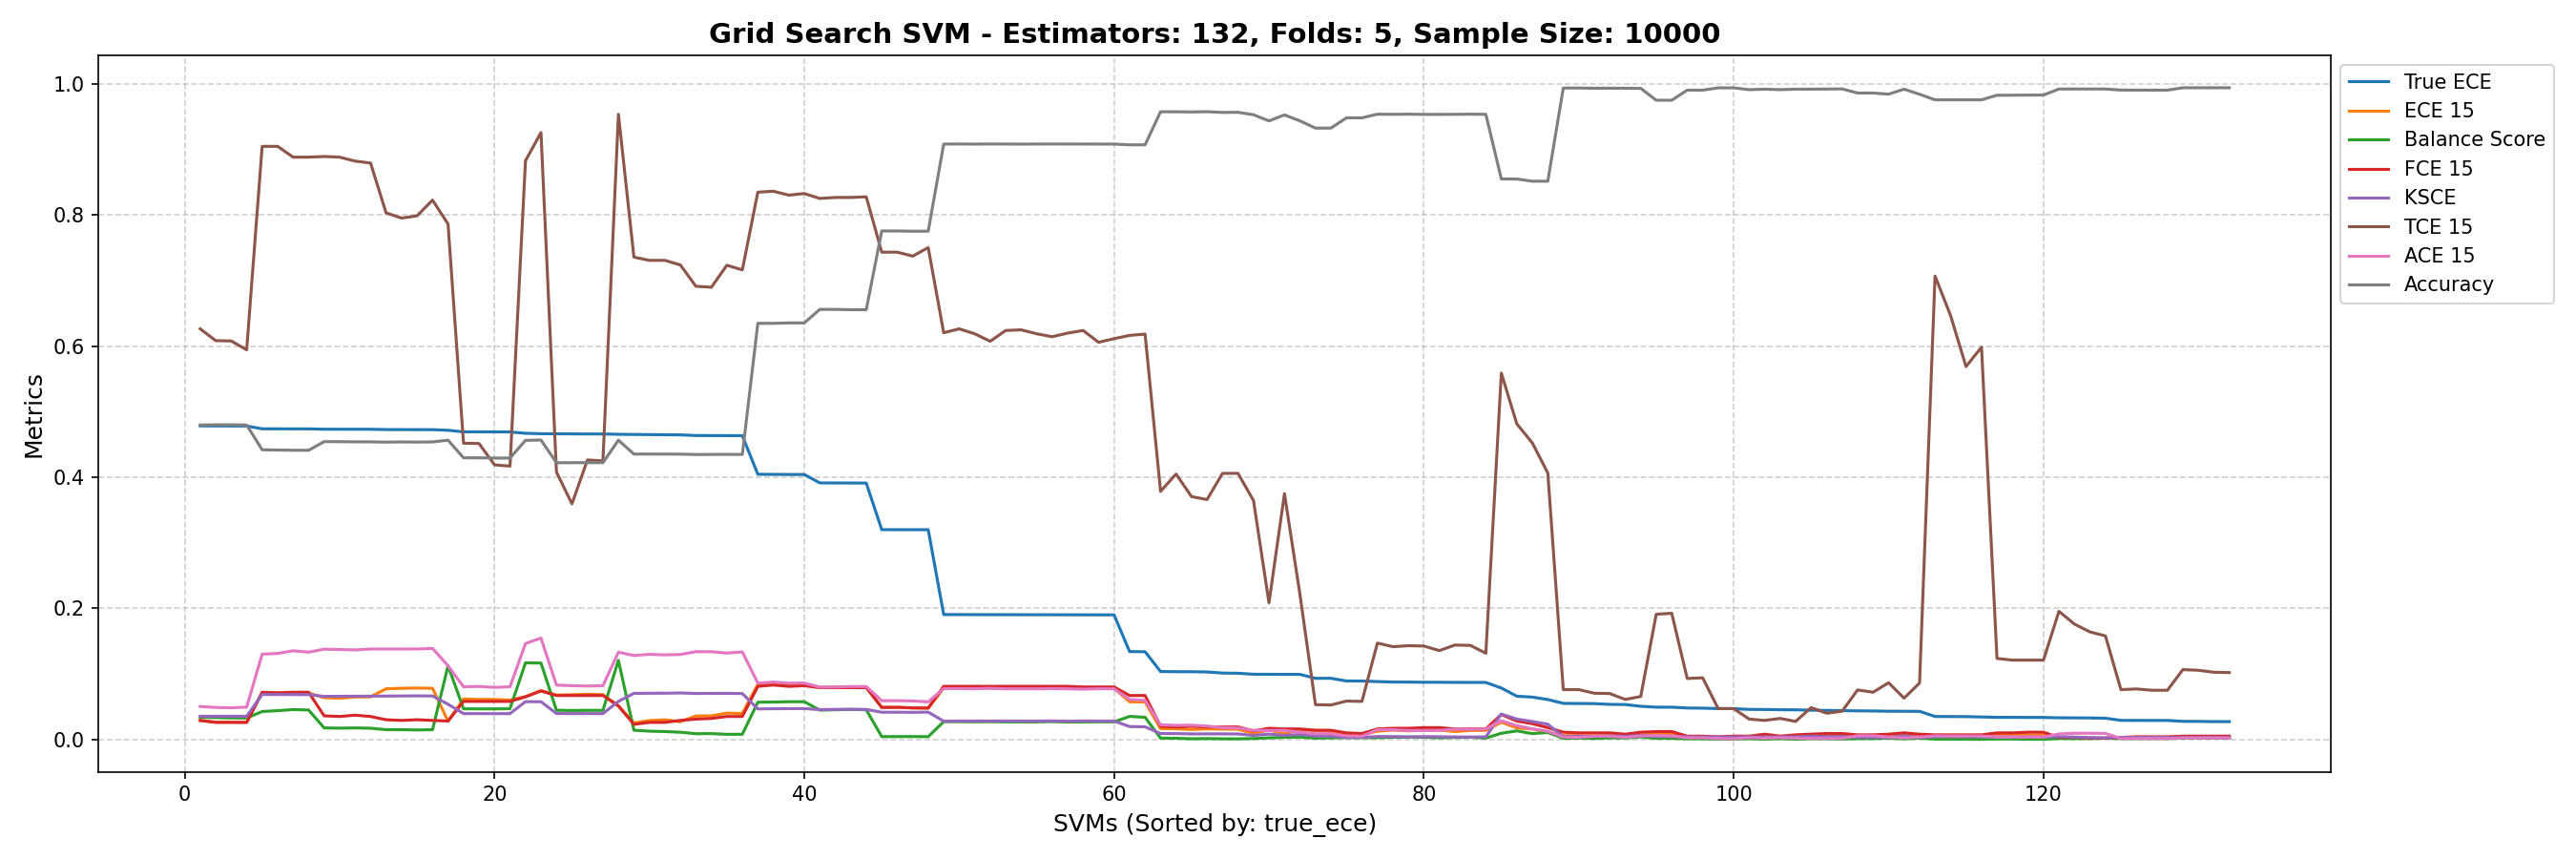 Grid Search SVM - Estimators: 132, Folds: 5, Sample Size: 10000
Metrics
1.0
0.8
0.6
0.4
0.2
0.0
0
20
40
60
80
100
120
SVMs (Sorted by: true_ece)
True ECE
ECE 15
Balance Score
FCE 15
KSCE
TCE 15
ACE 15
Accuracy